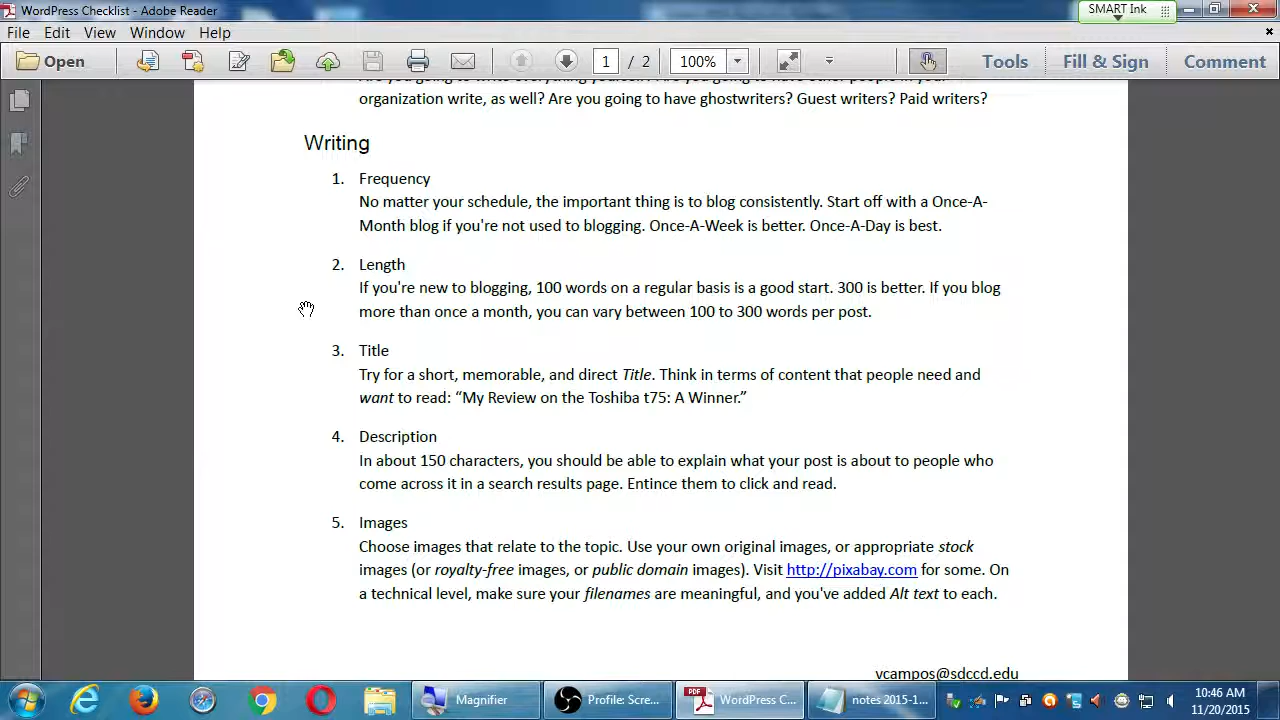 WordPress Checklist - Adobe Reader
SMART Ink
File Edit View Window Help
Open 1 / 2 100% Tools Fill & Sign Comment
organization write, as well? Are you going to have ghostwriters? Guest writers? Paid writers?
Writing
1. Frequency
No matter your schedule, the important thing is to blog consistently. Start off with a Once-A-
Month blog if you're not used to blogging. Once-A-Week is better. Once-A-Day is best.
2. Length
If you're new to blogging, 100 words on a regular basis is a good start. 300 is better. If you blog
more than once a month, you can vary between 100 to 300 words per post.
3. Title
Try for a short, memorable, and direct Title. Think in terms of content that people need and
want to read: “My Review on the Toshiba t75: A Winner.”
4. Description
In about 150 characters, you should be able to explain what your post is about to people who
come across it in a search results page. Entince them to click and read.
5. Images
Choose images that relate to the topic. Use your own original images, or appropriate stock
images (or royalty-free images, or public domain images). Visit http://pixabay.com for some. On
a technical level, make sure your filenames are meaningful, and you've added Alt text to each.
vcampos@sdccd.edu
Magnifier Profile: Scre... WordPress C... notes 2015-1... 10:46 AM
11/20/2015